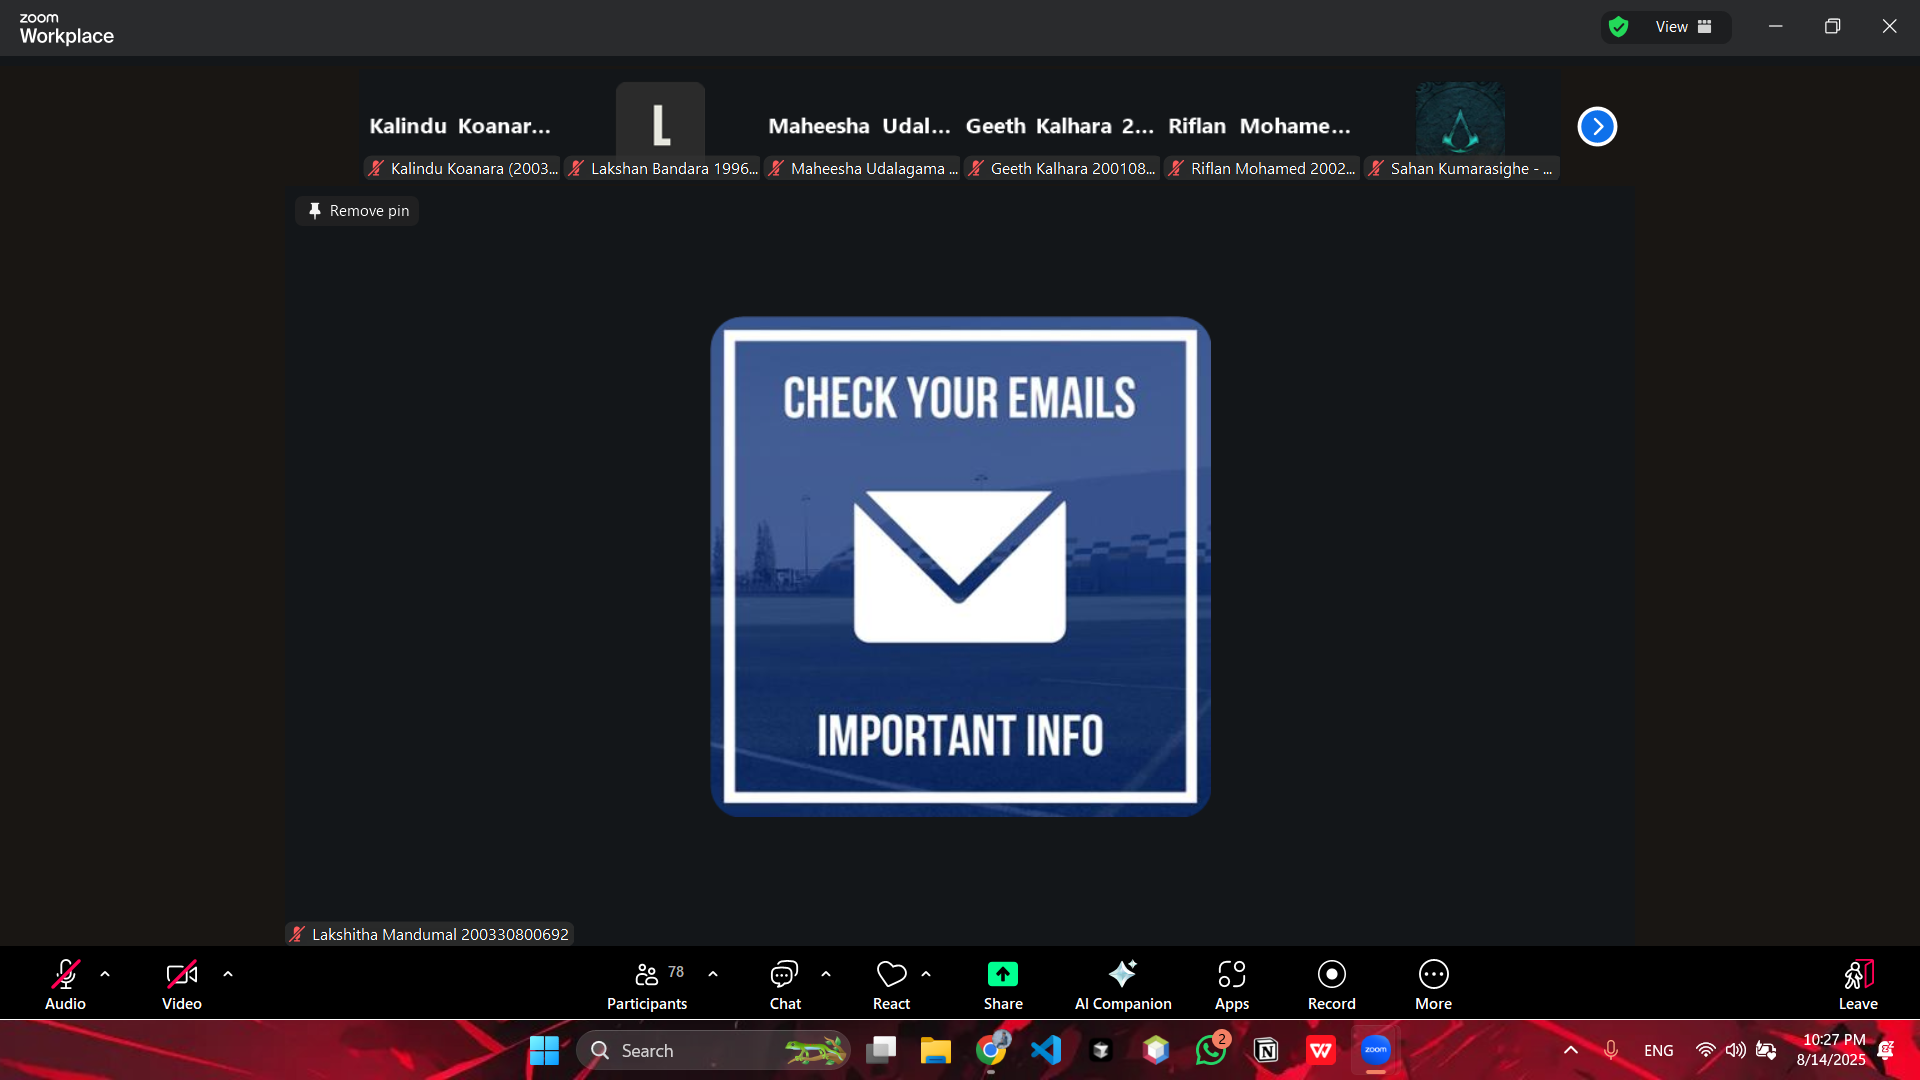 zoom
Workplace
View
Kalindu Koanar...
L
Maheesha Udal...
Geeth Kalhara 2...
Riflan Mohame...
Kalindu Koanara (2003...
Lakshan Bandara 1996...
Maheesha Udalagama ...
Geeth Kalhara 200108...
Riflan Mohamed 2002...
Sahan Kumarasighe - ...
Remove pin
CHECK YOUR EMAILS
IMPORTANT INFO
Lakshitha Mandumal 200330800692
Audio
Video
Participants
78
Chat
React
Share
AI Companion
Apps
Record
More
Leave
Search
2
W
zoom
ENG
10:27 PM
8/14/2025